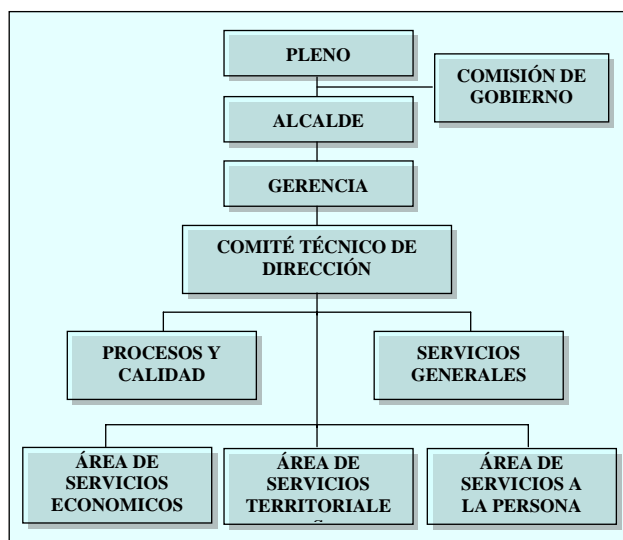 PLENO
COMISIÓN DE
GOBIERNO
ALCALDE
GERENCIA
COMITÉ TÉCNICO DE
DIRECCIÓN
PROCESOS Y
CALIDAD
SERVICIOS
GENERALES
ÁREA DE
SERVICIOS
ECONOMICOS
ÁREA DE
SERVICIOS
TERRITORIALE
ÁREA DE
SERVICIOS A
LA PERSONA